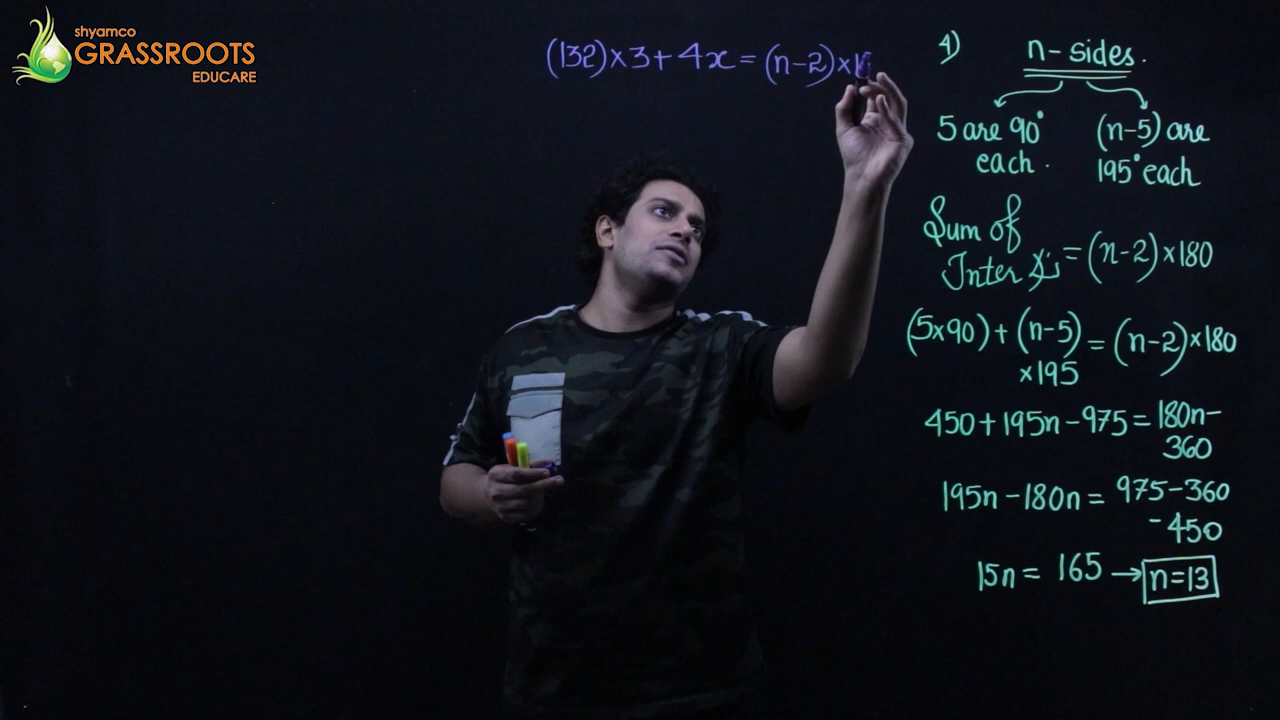 shyamco
GRASSROOTS
EDUCARE
(132)×3+4x=(n-2)×1
4) n-sides.
5 are 90° each. (n-5) are 195° each
Sum of
Inter ∠s = (n-2)×180
(5×90)+(n-5) = (n-2)×180
×195
450+195n-975=180n-
360
195n-180n= 975-360
-450
15n= 165 → n=13